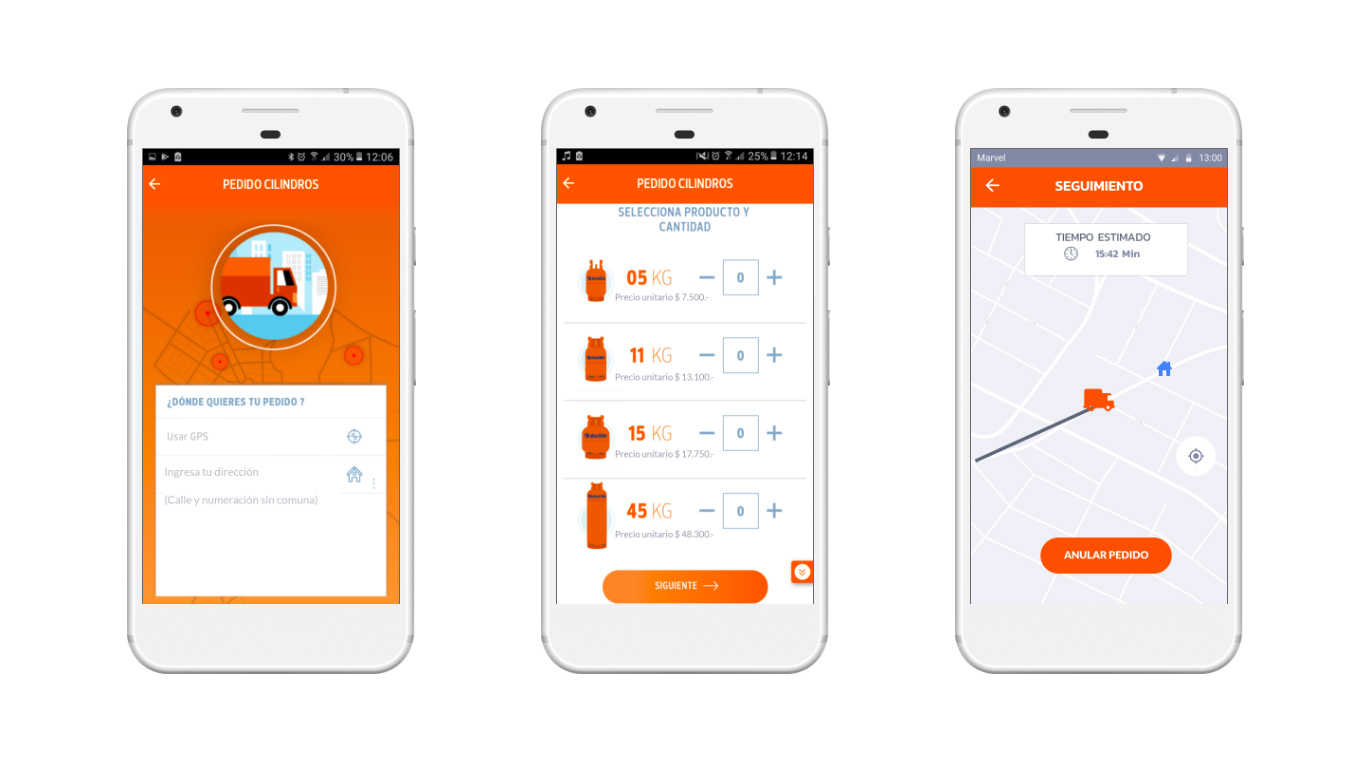 30% 12:06
PEDIDO CILINDROS
¿DÓNDE QUIERES TU PEDIDO ?
Usar GPS
Ingresa tu dirección
(Calle y numeración sin comuna)
25% 12:14
PEDIDO CILINDROS
SELECCIONA PRODUCTO Y
CANTIDAD
05 KG
0
Precio unitario $ 7.500.-
11 KG
0
Precio unitario $ 13.100.-
15 KG
0
Precio unitario $ 17.750.-
45 KG
0
Precio unitario $ 48.300.-
SIGUIENTE
Marvel 13:00
SEGUIMIENTO
TIEMPO ESTIMADO
15:42 Min
ANULAR PEDIDO